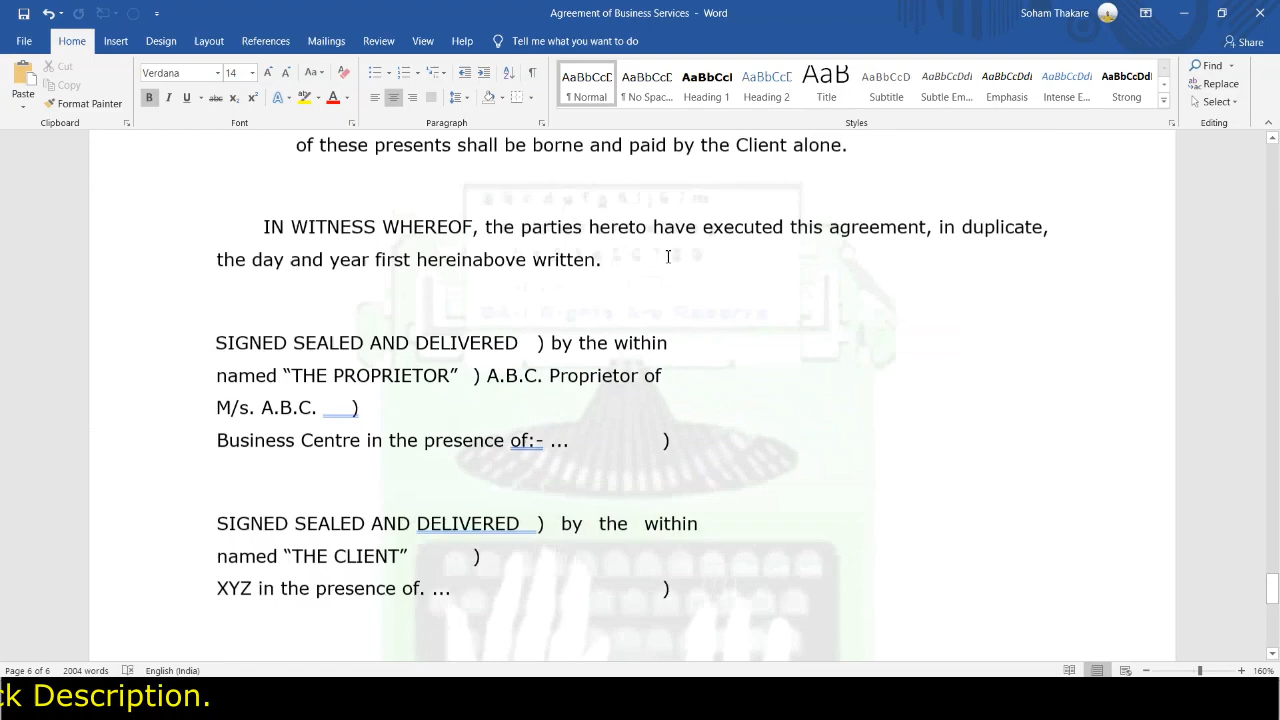 Agreement of Business Services - Word
Soham Thakare
File Home Insert Design Layout References Mailings Review View Help Tell me what you want to do Share
Paste
Cut
Copy
Format Painter
Clipboard
Verdana 14
Font
Paragraph
AaBbCcD AaBbCcD AaBbCcI AaBbCcD AaB AaBbCcD AaBbCcDd AaBbCcDd AaBbCcDd AaBbCcDd
¶ Normal ¶ No Spac... Heading 1 Heading 2 Title Subtitle Subtle Em... Emphasis Intense E... Strong
Styles
Find
Replace
Select
Editing
of these presents shall be borne and paid by the Client alone.
IN WITNESS WHEREOF, the parties hereto have executed this agreement, in duplicate,
the day and year first hereinabove written.
SIGNED SEALED AND DELIVERED ) by the within
named “THE PROPRIETOR” ) A.B.C. Proprietor of
M/s. A.B.C. )
Business Centre in the presence of:- ... )
SIGNED SEALED AND DELIVERED ) by the within
named “THE CLIENT” )
XYZ in the presence of. ... )
Page 6 of 6 2004 words English (India) 160%
ck Description.